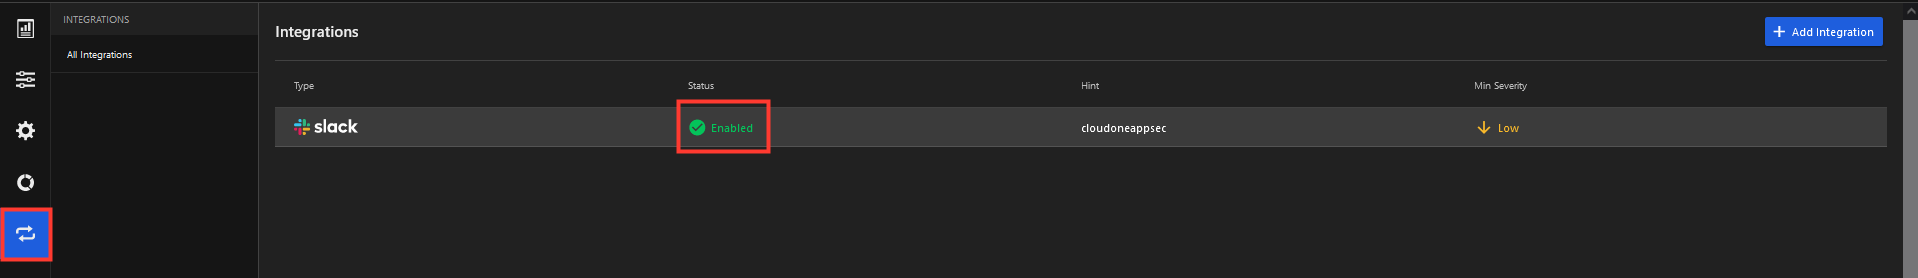 INTEGRATIONS
All Integrations
Integrations
Add Integration
Type Status Hint Min Severity
slack Enabled cloudoneappsec Low